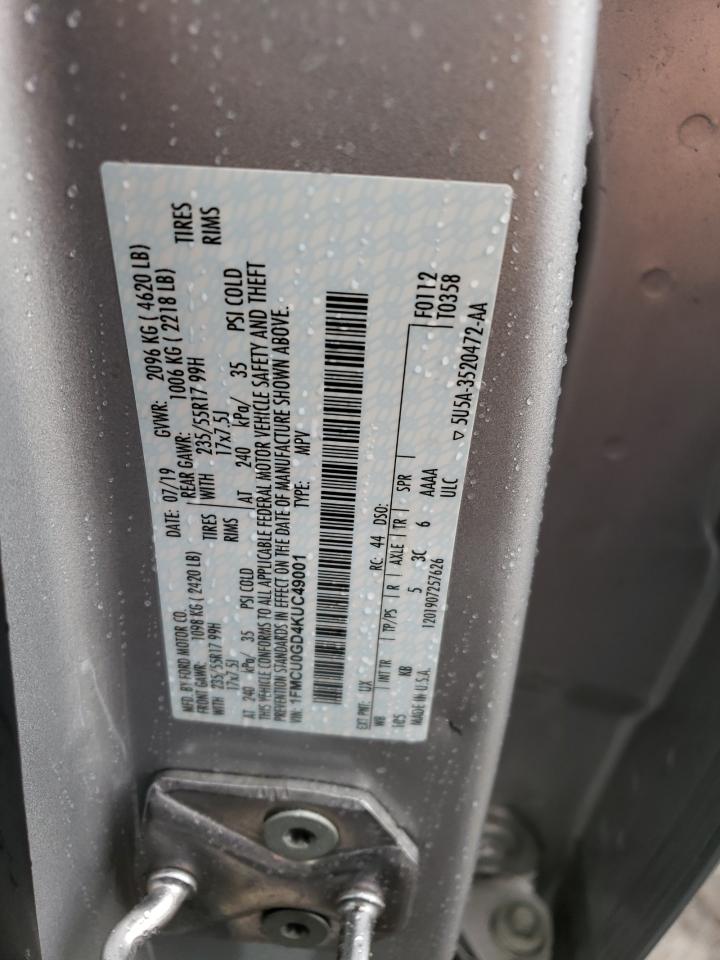 MFD. BY FORD MOTOR CO.
DATE: 07/19 GVWR: 2096 KG ( 4620 LB)
FRONT GAWR: 1098 KG (2420 LB) REAR GAWR: 1006 KG ( 2218 LB)
WITH 235/55R17 99H TIRES WITH 235/55R17 99H TIRES
17x7.5J RIMS 17x7.5J RIMS
AT 240 kPa/ 35 PSI COLD AT 240 kPa/ 35 PSI COLD
THIS VEHICLE CONFORMS TO ALL APPLICABLE FEDERAL MOTOR VEHICLE SAFETY AND THEFT
PREVENTION STANDARDS IN EFFECT ON THE DATE OF MANUFACTURE SHOWN ABOVE.
VIN: 1FMCU0GD4KUC49001 TYPE: MPV
EXT PNT: UX RC: 44 DSO: F0112
WB INT TR TP/PS R AXLE TR SPR T0358
105 KB 5 3C 6 AAAA
MADE IN U.S.A. 1201907257626 ULC ▽ 5U5A-3520472-AA